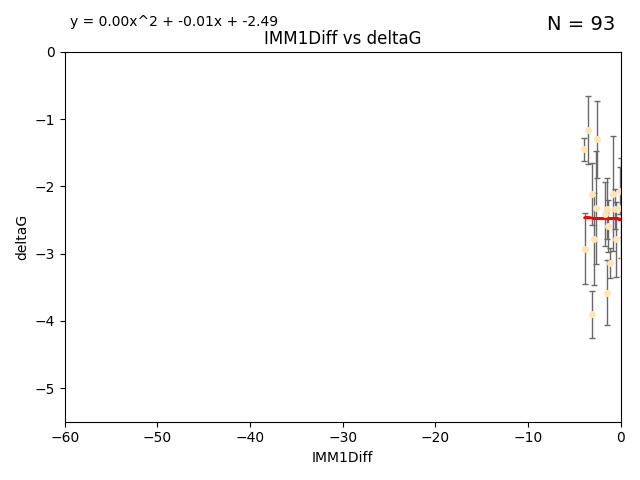 y = 0.00x^2 + -0.01x + -2.49
N = 93
IMM1Diff vs deltaG
0
−1
−2
−3
−4
−5
deltaG
−60
−50
−40
−30
−20
−10
0
IMM1Diff